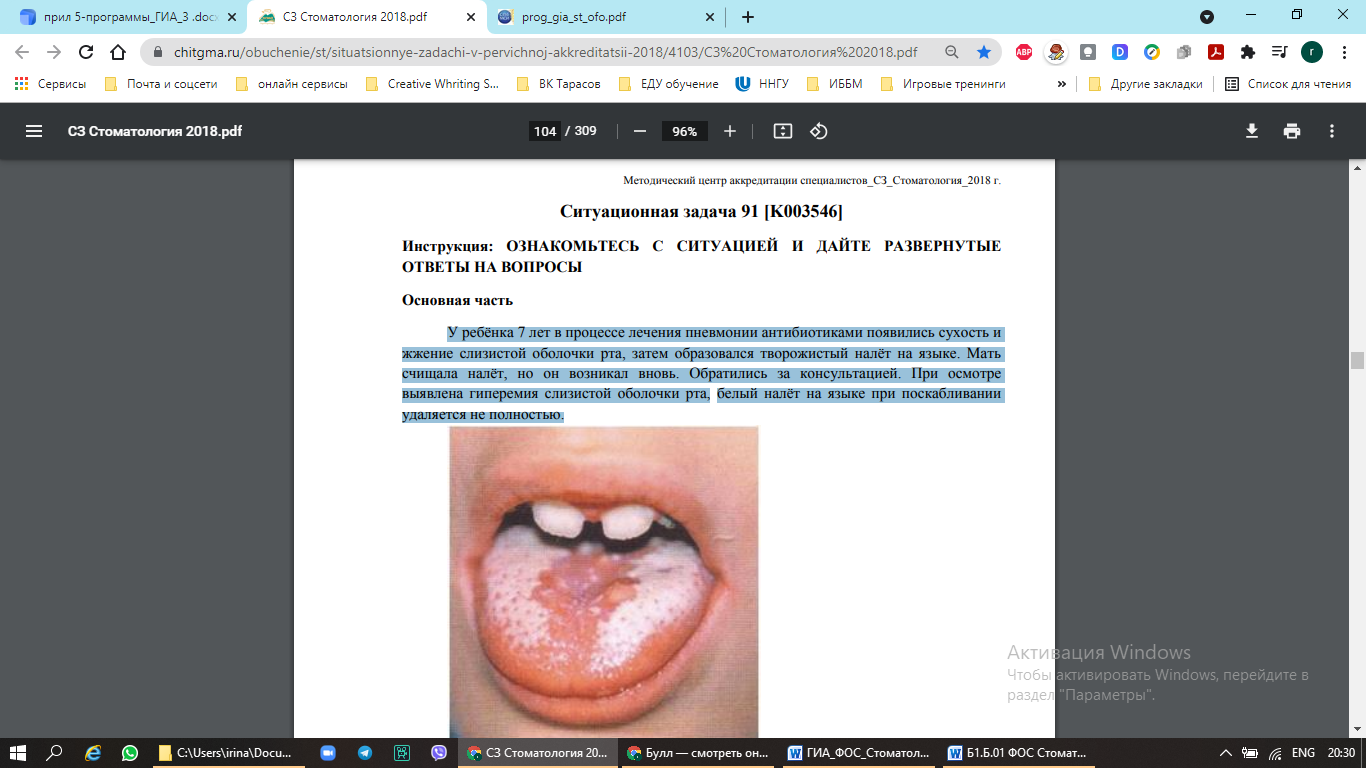 прил 5-программы_ГИА_3 .docx
СЗ Стоматология 2018.pdf
prog_gia_st_ofo.pdf
chitgma.ru/obuchenie/st/situatsionnye-zadachi-v-pervichnoj-akkreditatsii-2018/4103/СЗ%20Стоматология%202018.pdf
ABP
r
Сервисы
Почта и соцсети
онлайн сервисы
Creative Whriting S...
ВК Тарасов
ЕДУ обучение
ННГУ
ИББМ
Игровые тренинги
»
Другие закладки
Список для чтения
СЗ Стоматология 2018.pdf
104 / 309
96%
Методический центр аккредитации специалистов_СЗ_Стоматология_2018 г.
Ситуационная задача 91 [K003546]
Инструкция: ОЗНАКОМЬТЕСЬ С СИТУАЦИЕЙ И ДАЙТЕ РАЗВЕРНУТЫЕ
ОТВЕТЫ НА ВОПРОСЫ
Основная часть
У ребёнка 7 лет в процессе лечения пневмонии антибиотиками появились сухость и
жжение слизистой оболочки рта, затем образовался творожистый налёт на языке. Мать
счищала налёт, но он возникал вновь. Обратились за консультацией. При осмотре
выявлена гиперемия слизистой оболочки рта, белый налёт на языке при поскабливании
удаляется не полностью.
Активация Windows
Чтобы активировать Windows, перейдите в
раздел "Параметры".
C:\Users\irina\Docu...
СЗ Стоматология 20...
Булл — смотреть он...
ГИА_ФОС_Стоматол...
Б1.Б.01 ФОС Стомат...
ENG
20:30